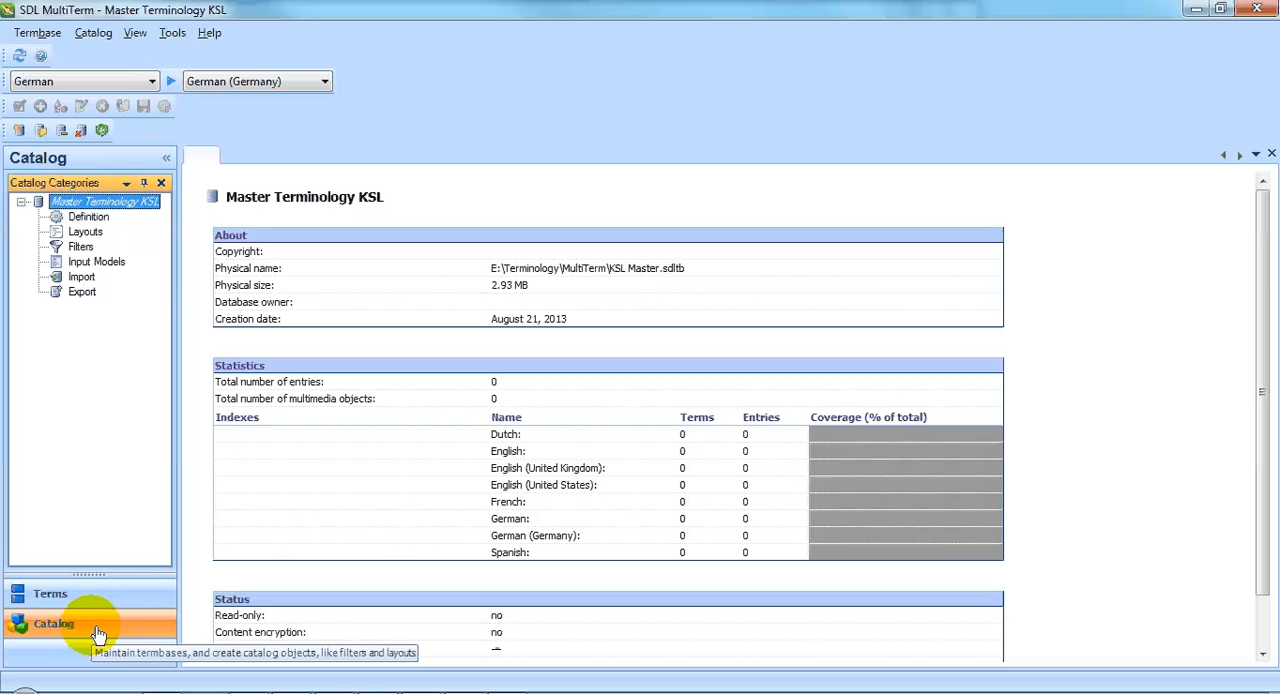 SDL MultiTerm - Master Terminology KSL
Termbase Catalog View Tools Help
German German (Germany)
Catalog
Catalog Categories
Master Terminology KSL
Definition
Layouts
Filters
Input Models
Import
Export
Terms
Catalog
Maintain termbases, and create catalog objects, like filters and layouts
Master Terminology KSL
About
Copyright:
Physical name: E:\Terminology\MultiTerm\KSL Master.sdltb
Physical size: 2.93 MB
Database owner:
Creation date: August 21, 2013
Statistics
Total number of entries: 0
Total number of multimedia objects: 0
Indexes Name Terms Entries Coverage (% of total)
Dutch: 0 0
English: 0 0
English (United Kingdom): 0 0
English (United States): 0 0
French: 0 0
German: 0 0
German (Germany): 0 0
Spanish: 0 0
Status
Read-only: no
Content encryption: no